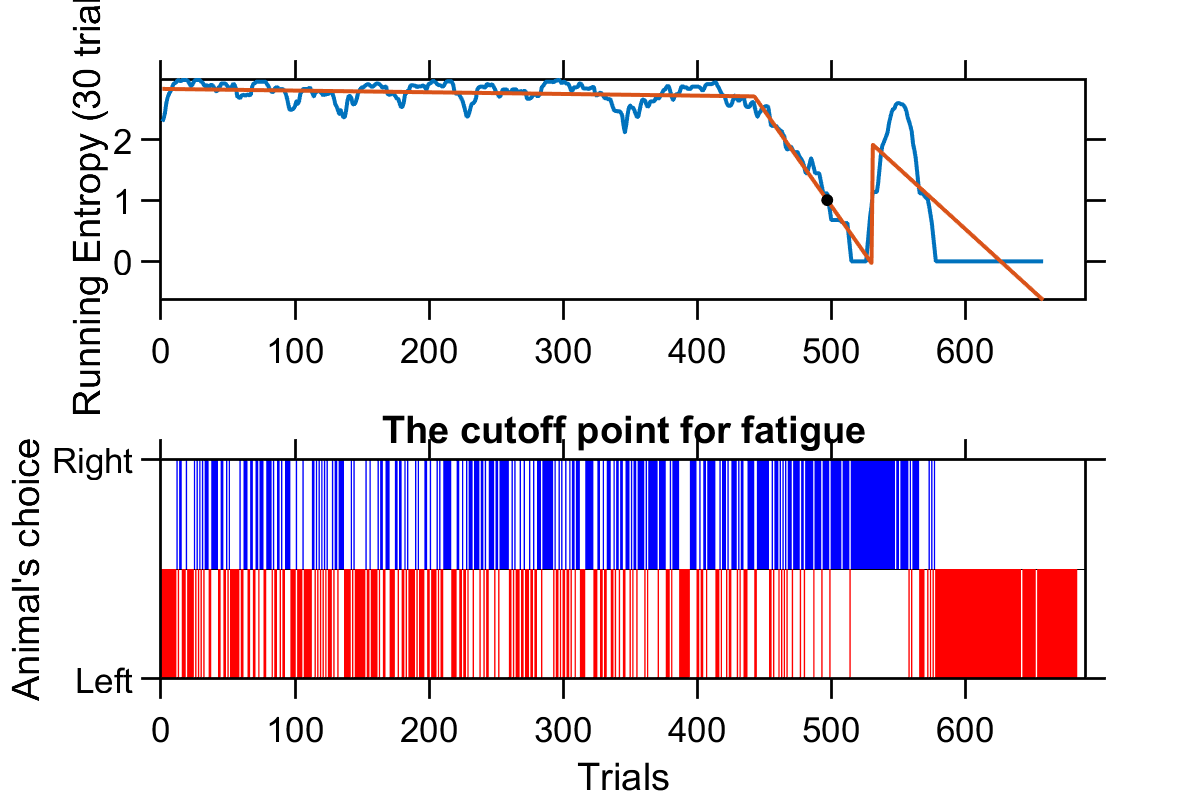 Running Entropy (30 trial
2
1
0
0 100 200 300 400 500 600
The cutoff point for fatigue
Animal's choice
Right
Left
0 100 200 300 400 500 600
Trials